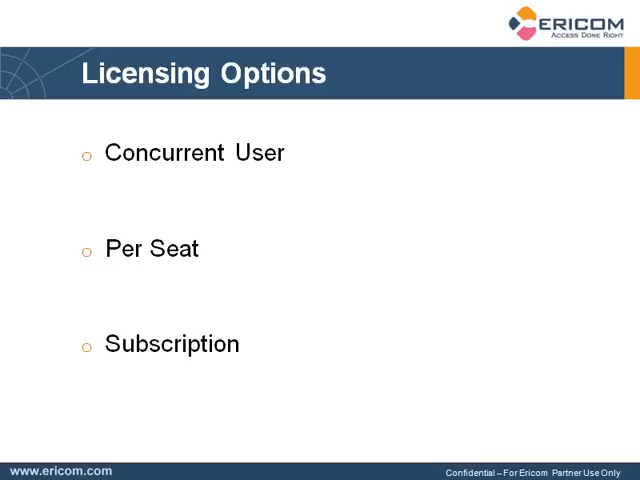 ERICOM
ACCESS DONE RIGHT
Licensing Options
Concurrent User
Per Seat
Subscription
www.ericom.com
Confidential – For Ericom Partner Use Only